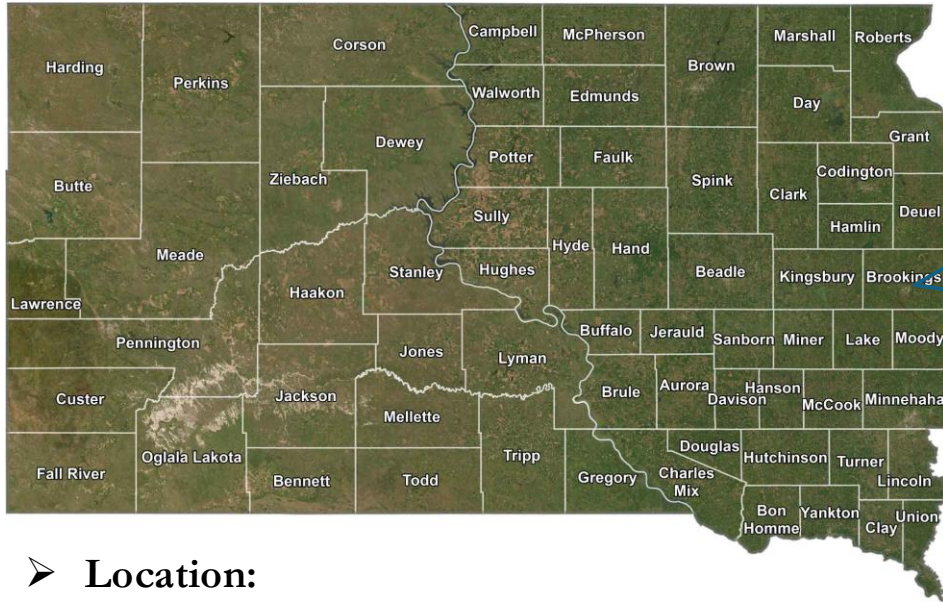 Campbell
McPherson
Marshall
Roberts
Harding
Perkins
Corson
Brown
Walworth
Edmunds
Day
Dewey
Grant
Butte
Ziebach
Potter
Faulk
Spink
Clark
Codington
Sully
Deuel
Hamlin
Meade
Hyde
Hand
Stanley
Hughes
Beadle
Kingsbury
Brookings
Lawrence
Haakon
Pennington
Buffalo
Jerauld
Sanborn
Miner
Lake
Moody
Jones
Lyman
Custer
Jackson
Brule
Aurora
Davison
Hanson
McCook
Minnehaha
Mellette
Oglala Lakota
Tripp
Douglas
Hutchinson
Turner
Fall River
Bennett
Todd
Gregory
Charles
Mix
Lincoln
Bon
Homme
Yankton
Clay
Union
➤ Location: